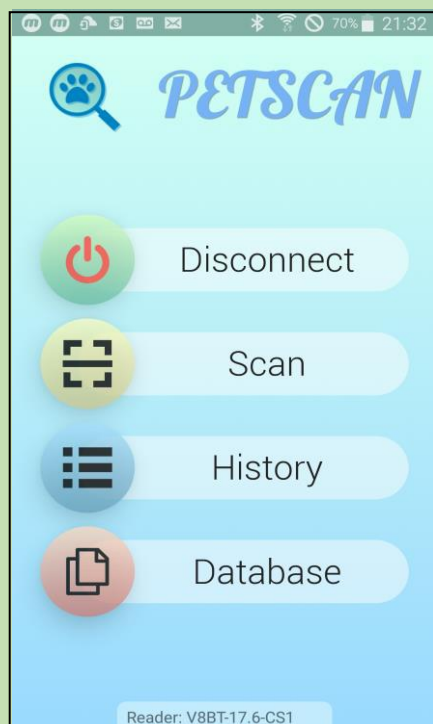 70% 21:32
PETSCAN
Disconnect
Scan
History
Database
Reader: V8BT-17.6-CS1